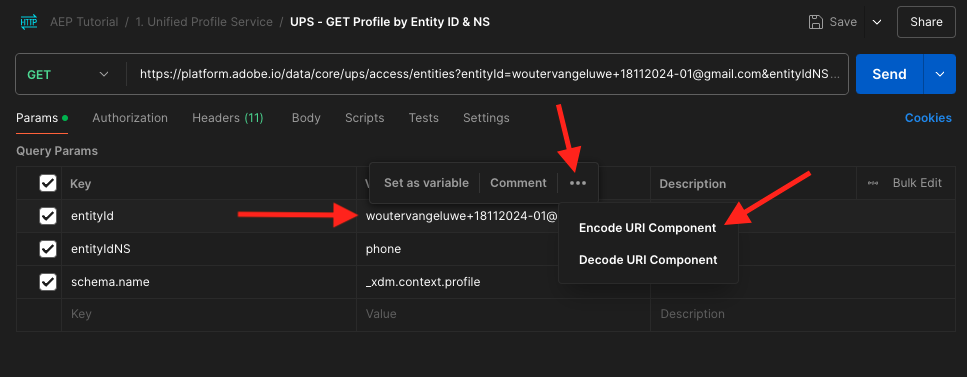 HTTP AEP Tutorial / 1. Unified Profile Service / UPS - GET Profile by Entity ID & NS Save Share
GET https://platform.adobe.io/data/core/ups/access/entities?entityId=woutervangeluwe+18112024-01@gmail.com&entityIdNS... Send
Params Authorization Headers (11) Body Scripts Tests Settings Cookies
Query Params
Key V Description Bulk Edit
Set as variable Comment
entityId woutervangeluwe+18112024-01@
Encode URI Component
entityIdNS phone
Decode URI Component
schema.name _xdm.context.profile
Key Value Description